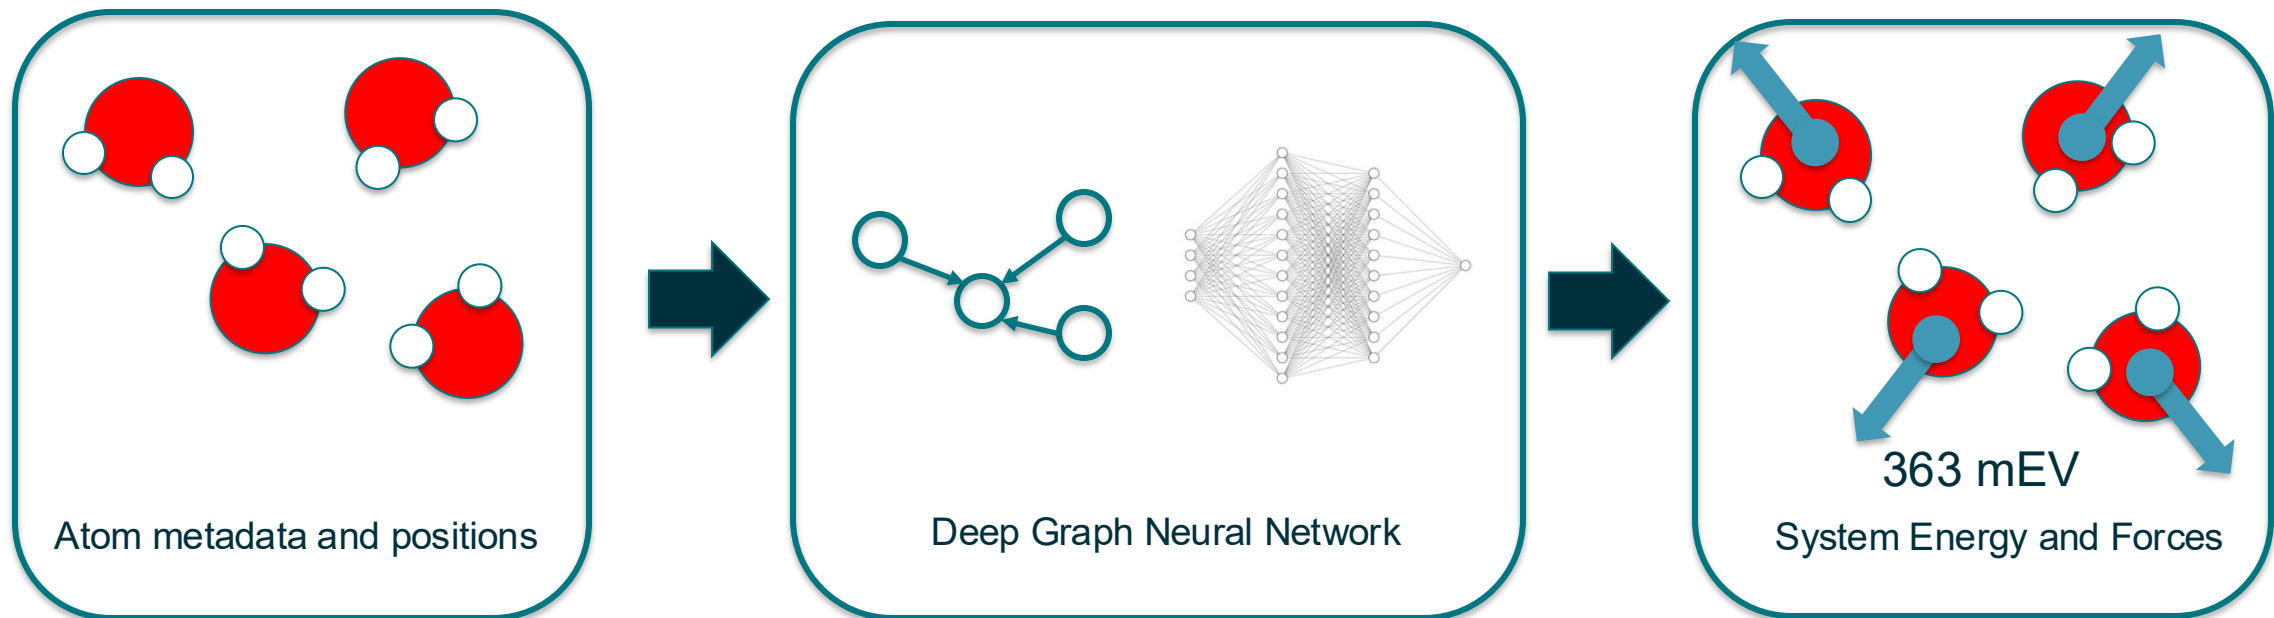 Atom metadata and positions
Deep Graph Neural Network
363 mEV
System Energy and Forces